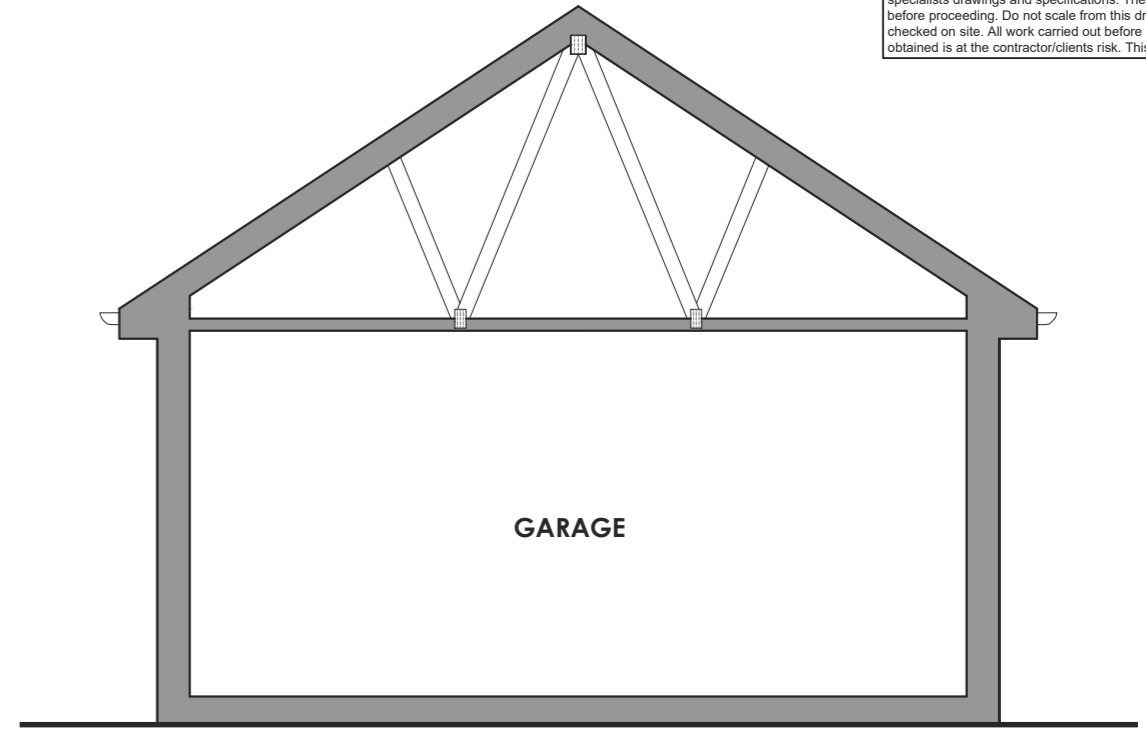 specialists drawings and specifications. The
before proceeding. Do not scale from this dr
checked on site. All work carried out before
obtained is at the contractor/clients risk. This
GARAGE